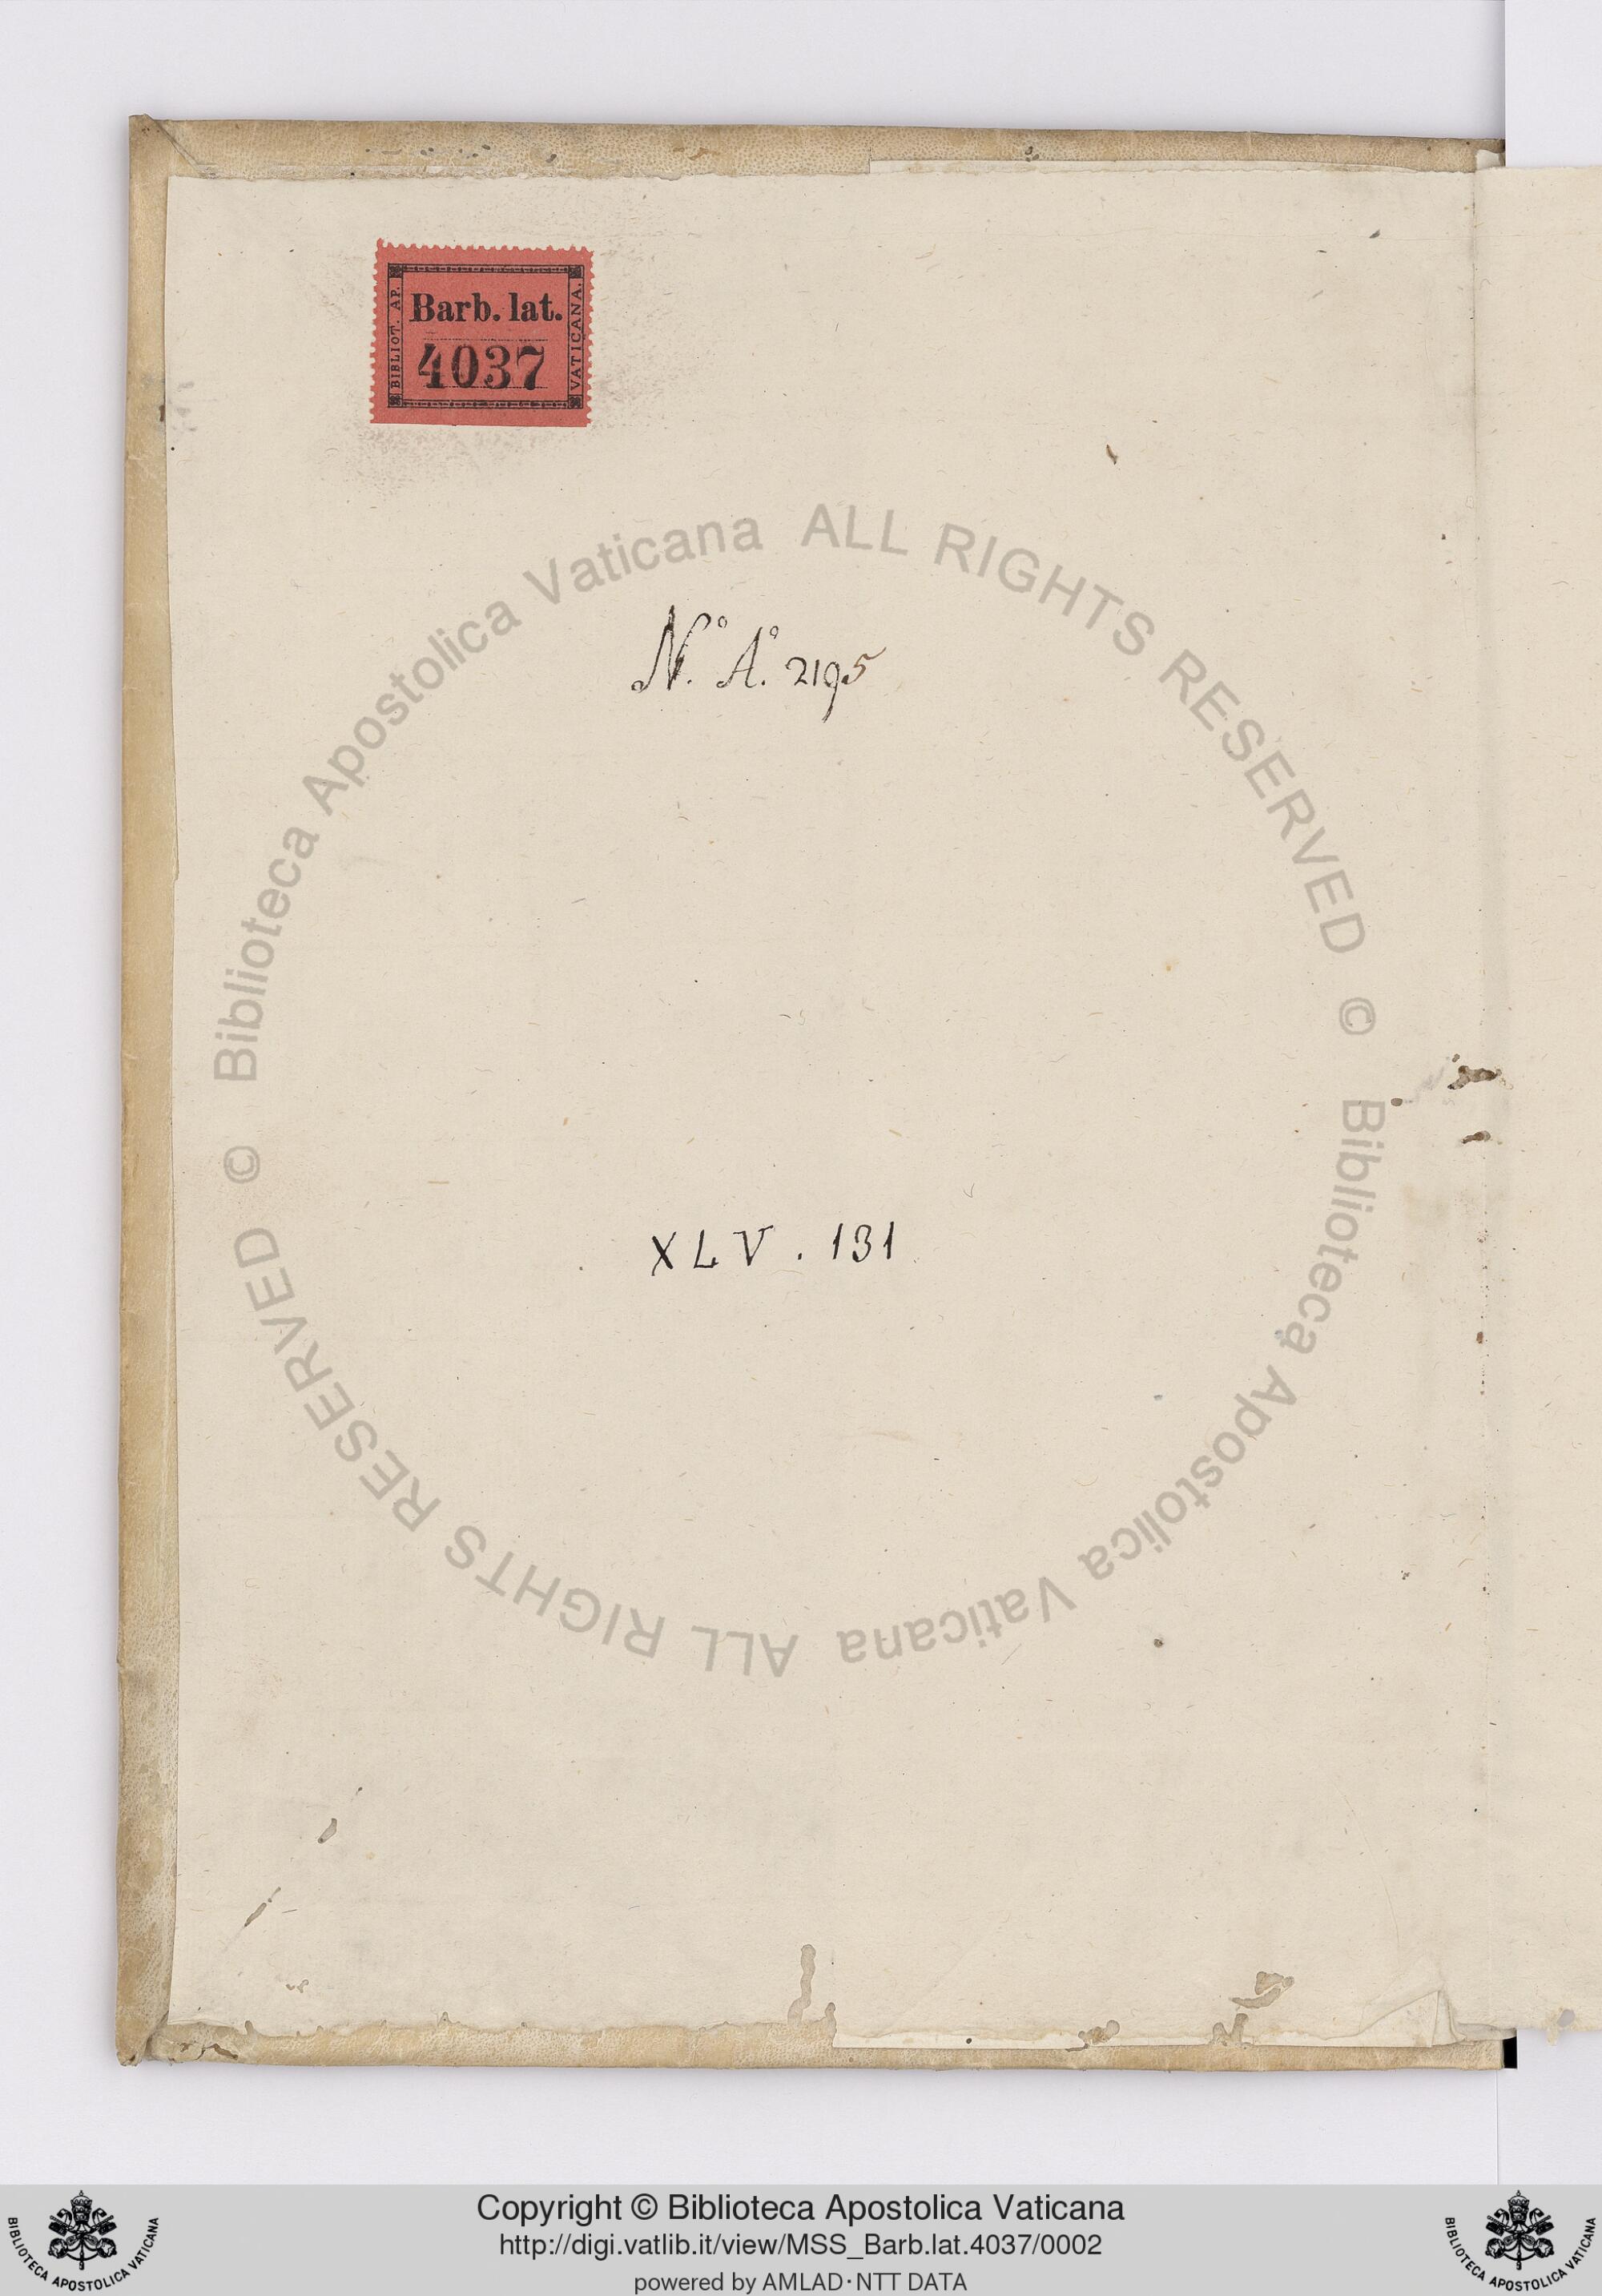 BIBLIOT. AP. VATICANA.
Barb. lat.
4037
N.º A.º 2195
XLV . 131
© Biblioteca Apostolica Vaticana ALL RIGHTS RESERVED
© Biblioteca Apostolica Vaticana ALL RIGHTS RESERVED
Copyright © Biblioteca Apostolica Vaticana
http://digi.vatlib.it/view/MSS_Barb.lat.4037/0002
powered by AMLAD·NTT DATA
BIBLIOTECA APOSTOLICA VATICANA
BIBLIOTECA APOSTOLICA VATICANA